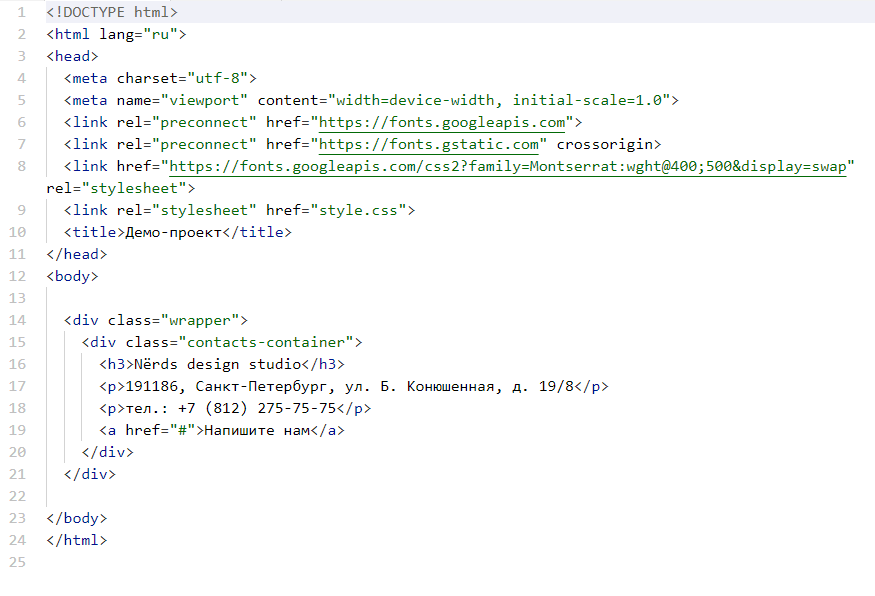 1 <!DOCTYPE html>
2 <html lang="ru">
3 <head>
4 <meta charset="utf-8">
5 <meta name="viewport" content="width=device-width, initial-scale=1.0">
6 <link rel="preconnect" href="https://fonts.googleapis.com">
7 <link rel="preconnect" href="https://fonts.gstatic.com" crossorigin>
8 <link href="https://fonts.googleapis.com/css2?family=Montserrat:wght@400;500&display=swap"
rel="stylesheet">
9 <link rel="stylesheet" href="style.css">
10 <title>Демо-проект</title>
11 </head>
12 <body>
13
14 <div class="wrapper">
15 <div class="contacts-container">
16 <h3>Nёrds design studio</h3>
17 <p>191186, Санкт-Петербург, ул. Б. Конюшенная, д. 19/8</p>
18 <p>тел.: +7 (812) 275-75-75</p>
19 <a href="#">Напишите нам</a>
20 </div>
21 </div>
22
23 </body>
24 </html>
25